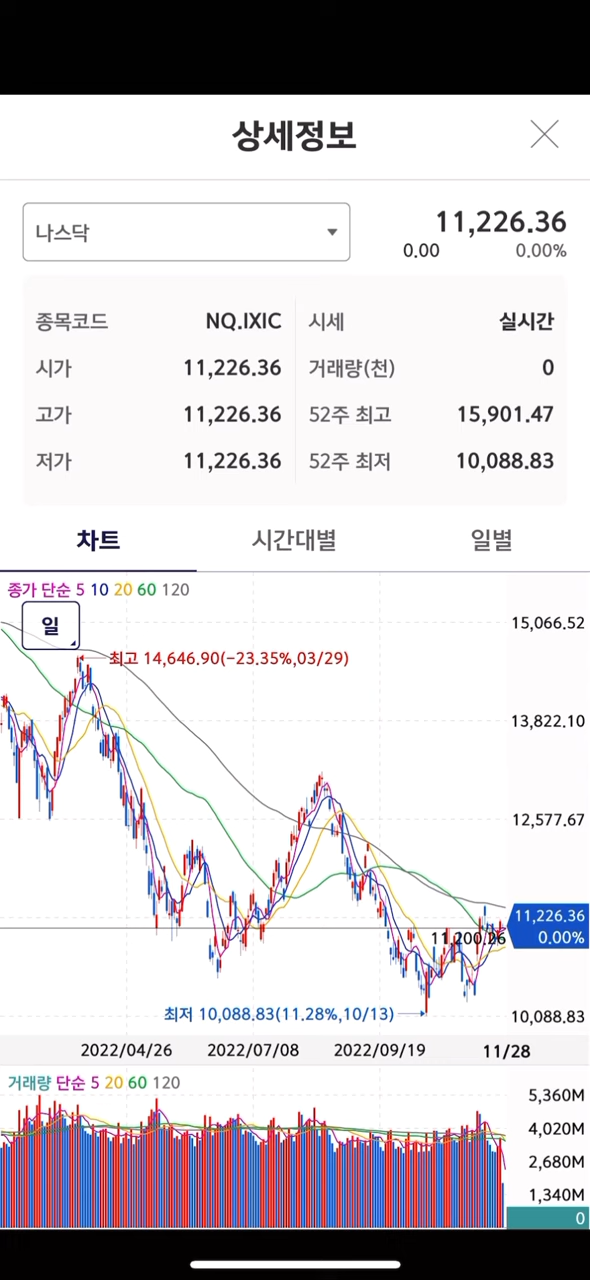 상세정보
나스닥
11,226.36
0.00 0.00%
종목코드 NQ.IXIC 시세 실시간
시가 11,226.36 거래량(천) 0
고가 11,226.36 52주 최고 15,901.47
저가 11,226.36 52주 최저 10,088.83
차트 시간대별 일별
종가 단순 5 10 20 60 120
일
15,066.52
최고 14,646.90(-23.35%,03/29)
13,822.10
12,577.67
11,226.36
0.00%
11,200.26
최저 10,088.83(11.28%,10/13)
10,088.83
2022/04/26 2022/07/08 2022/09/19 11/28
거래량 단순 5 20 60 120
5,360M
4,020M
2,680M
1,340M
0